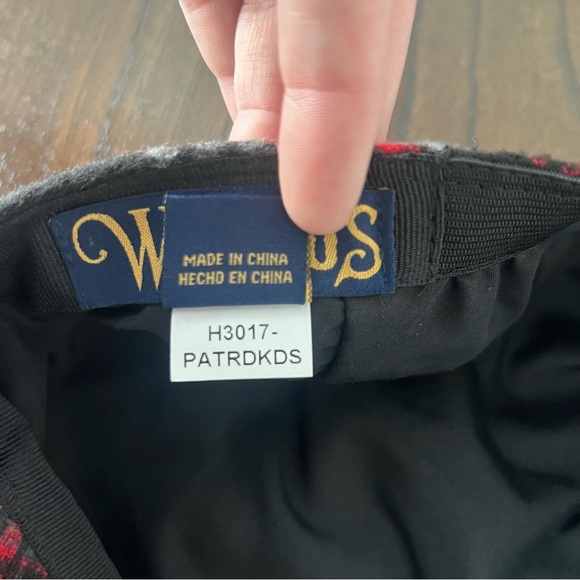 MADE IN CHINA
HECHO EN CHINA
H3017-
PATRDKDS